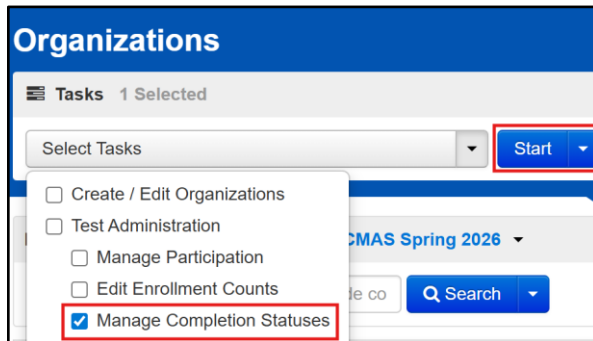 Organizations
Tasks 1 Selected
Select Tasks
Start
Create / Edit Organizations
Test Administration
CMAS Spring 2026
Manage Participation
Edit Enrollment Counts
Search
Manage Completion Statuses